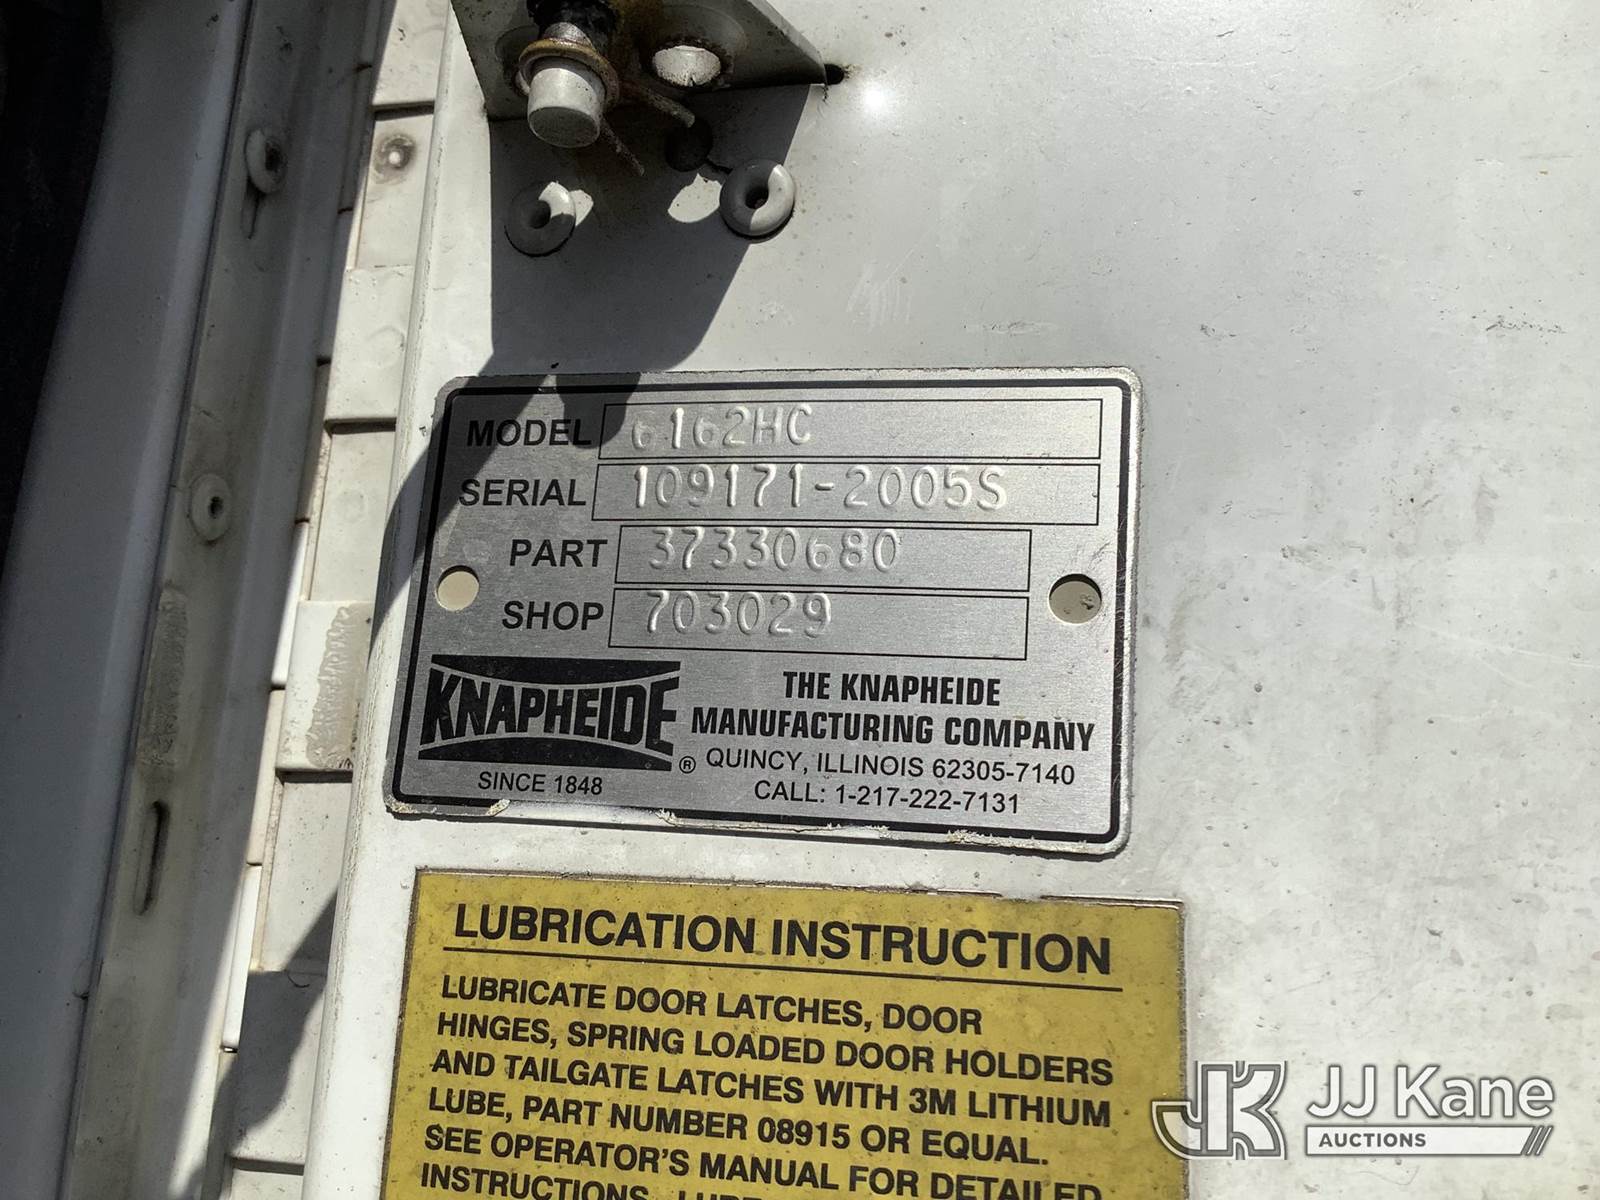 MODEL 6162HC
SERIAL 109171-2005S
PART 37330680
SHOP 703029
KNAPHEIDE ®
SINCE 1848
THE KNAPHEIDE
MANUFACTURING COMPANY
QUINCY, ILLINOIS 62305-7140
CALL: 1-217-222-7131
LUBRICATION INSTRUCTION
LUBRICATE DOOR LATCHES, DOOR
HINGES, SPRING LOADED DOOR HOLDERS
AND TAILGATE LATCHES WITH 3M LITHIUM
LUBE, PART NUMBER 08915 OR EQUAL.
SEE OPERATOR'S MANUAL FOR DETAILED
INSTRUCTIONS.
JK JJ Kane
AUCTIONS